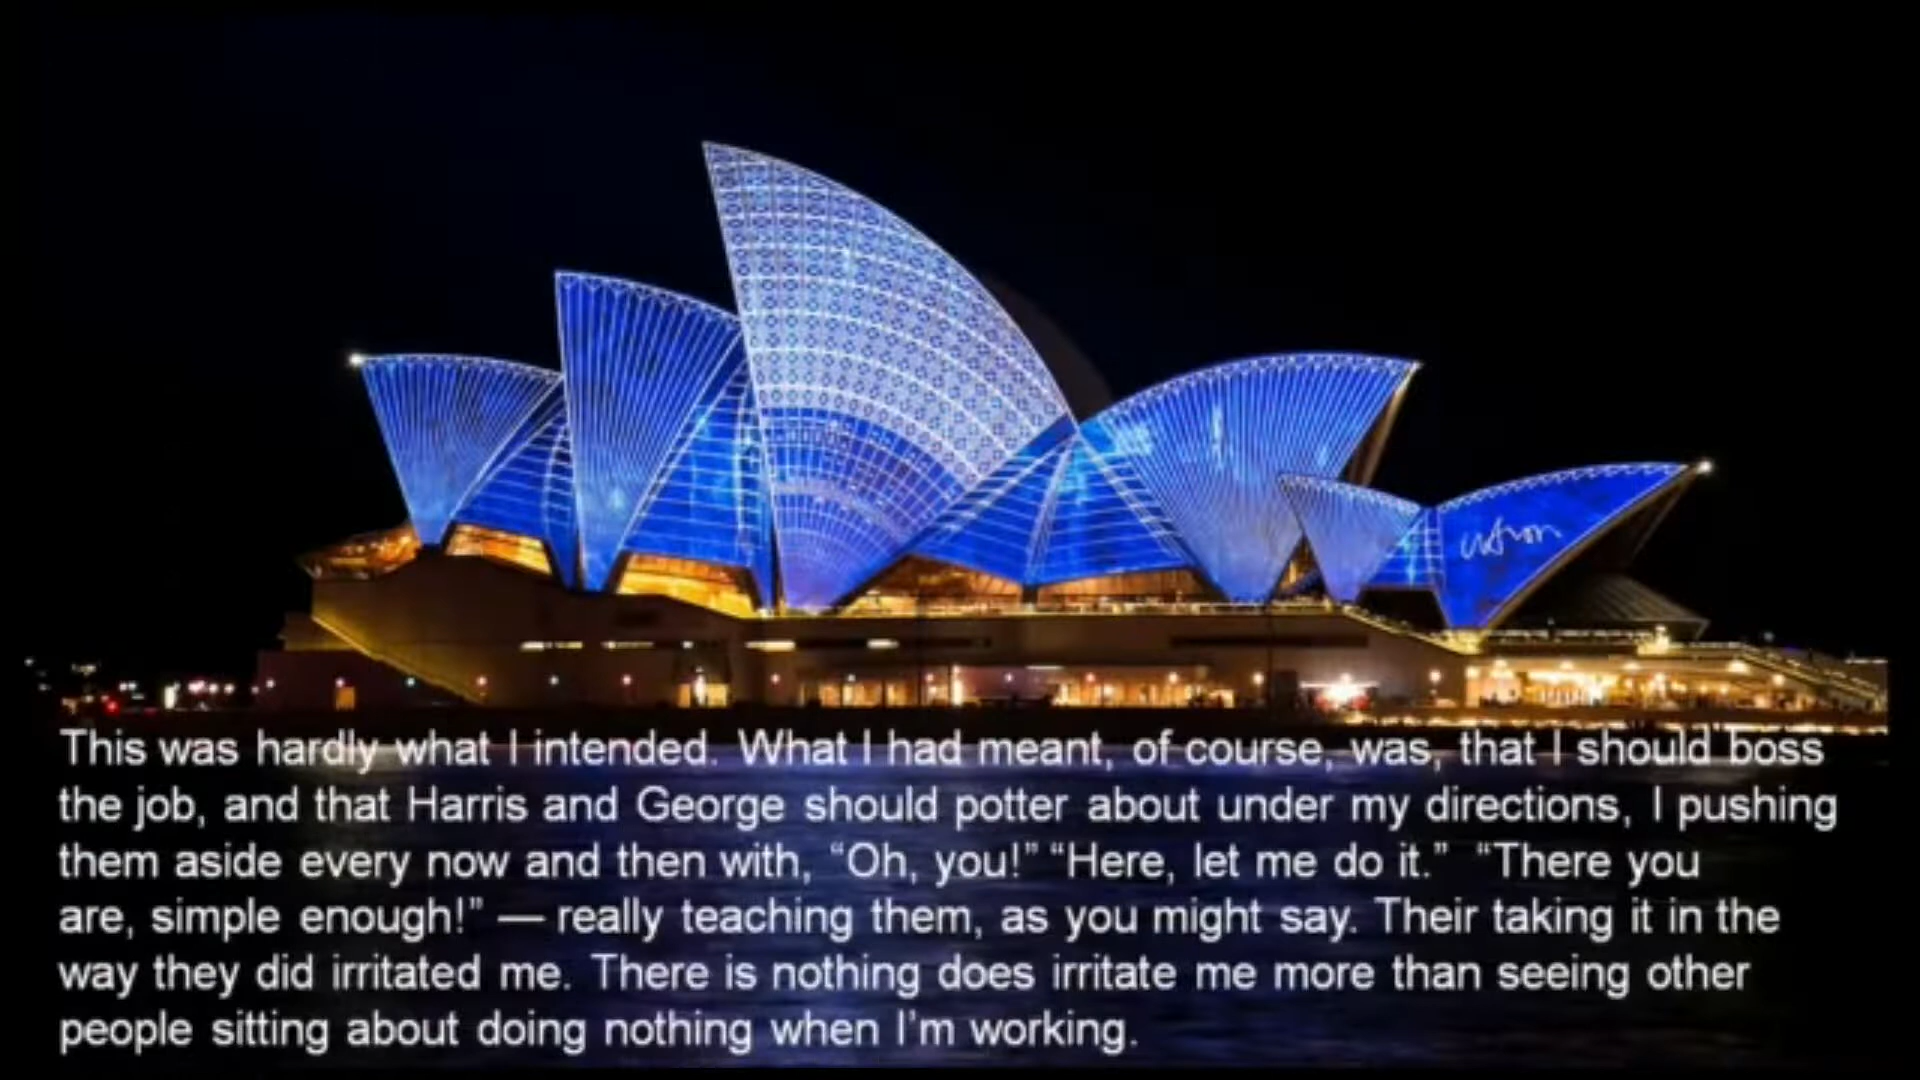 utzon
This was hardly what I intended. What I had meant, of course, was, that I should boss
the job, and that Harris and George should potter about under my directions, I pushing
them aside every now and then with, “Oh, you!” “Here, let me do it.” “There you
are, simple enough!” — really teaching them, as you might say. Their taking it in the
way they did irritated me. There is nothing does irritate me more than seeing other
people sitting about doing nothing when I’m working.